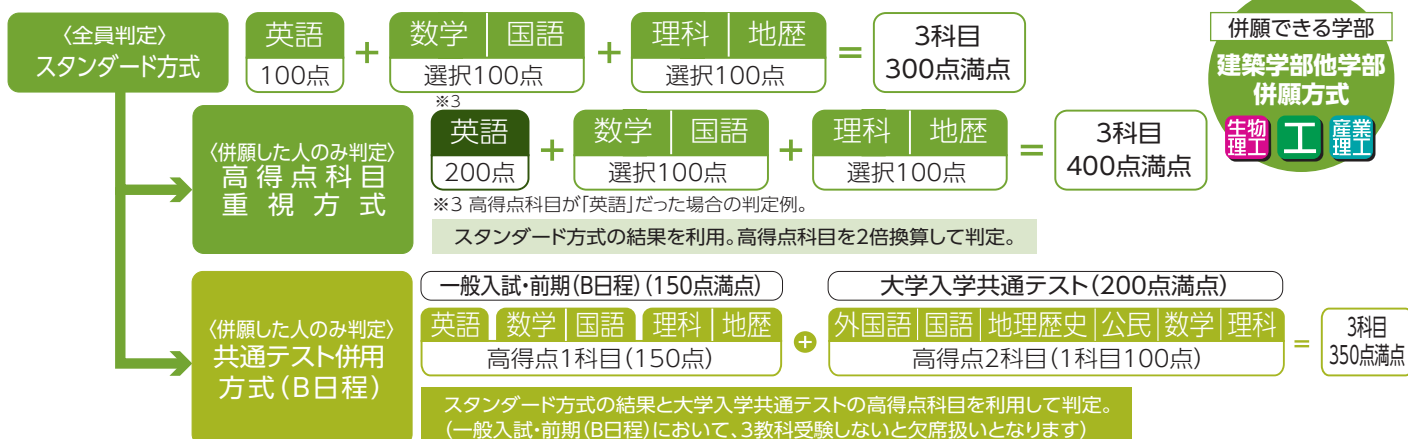 〈全員判定〉
スタンダード方式
英語 + 数学 国語 + 理科 地歴 = 3科目
100点 選択100点 選択100点 300点満点
併願できる学部
建築学部他学部
併願方式
生物理工 工 産業理工
〈併願した人のみ判定〉
高得点科目
重視方式
※3
英語 + 数学 国語 + 理科 地歴 = 3科目
200点 選択100点 選択100点 400点満点
※3 高得点科目が「英語」だった場合の判定例。
スタンダード方式の結果を利用。高得点科目を2倍換算して判定。
〈併願した人のみ判定〉
共通テスト併用
方式(B日程)
一般入試・前期(B日程)(150点満点)
英語 数学 国語 理科 地歴
高得点1科目(150点)
+
大学入学共通テスト(200点満点)
外国語 国語 地理歴史 公民 数学 理科
高得点2科目(1科目100点)
=
3科目
350点満点
スタンダード方式の結果と大学入学共通テストの高得点科目を利用して判定。
(一般入試・前期(B日程)において、3教科受験しないと欠席扱いとなります)